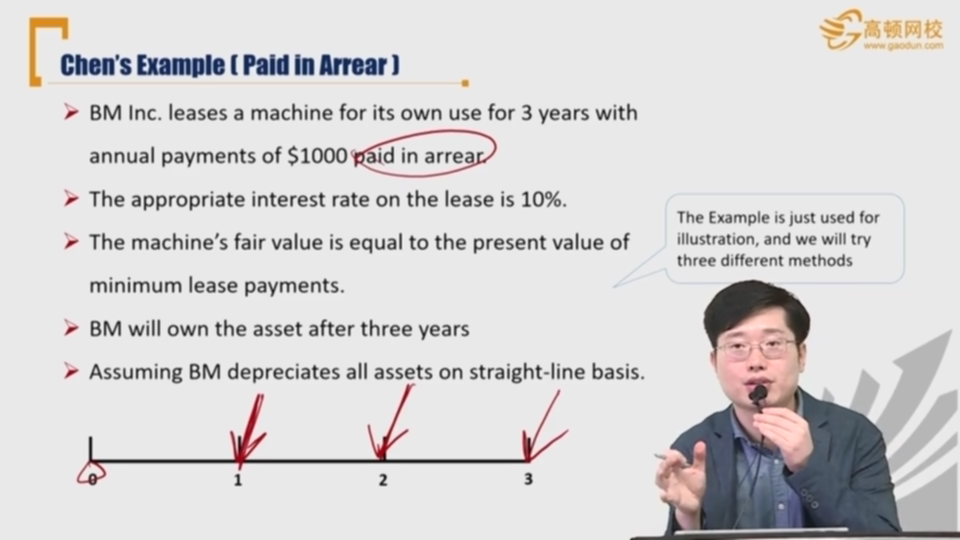 高顿网校
www.gaodun.com
Chen's Example ( Paid in Arrear )
BM Inc. leases a machine for its own use for 3 years with
annual payments of $1000 paid in arrear.
The appropriate interest rate on the lease is 10%.
The machine's fair value is equal to the present value of
minimum lease payments.
BM will own the asset after three years
Assuming BM depreciates all assets on straight-line basis.
The Example is just used for
illustration, and we will try
three different methods
0 1 2 3